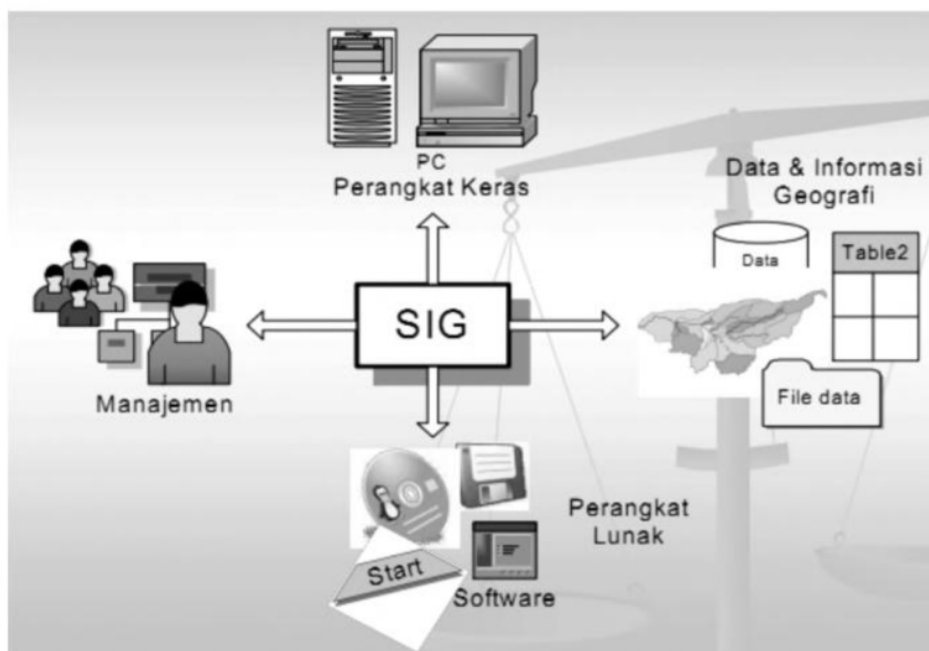 PC
Perangkat Keras
Data & Informasi
Geografi
Data
Table2
SIG
File data
Manajemen
Perangkat
Lunak
Start
Software